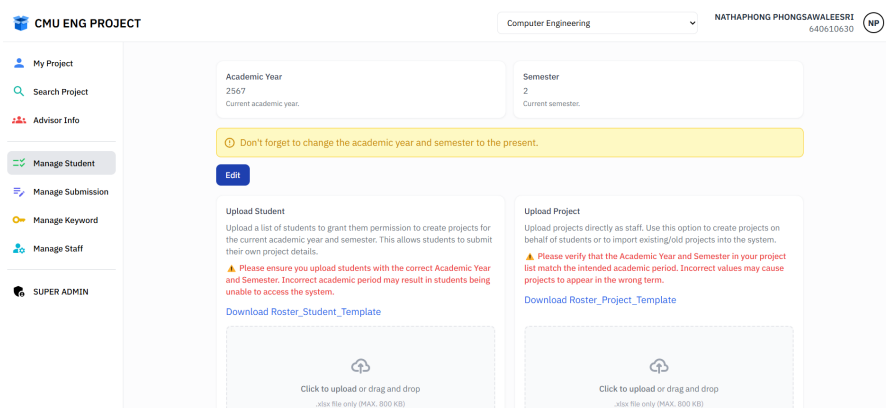 CMU ENG PROJECT
Computer Engineering
NATHAPHONG PHONGSAWALEESRI
640610630
NP
My Project
Search Project
Advisor Info
Manage Student
Manage Submission
Manage Keyword
Manage Staff
SUPER ADMIN
Academic Year
2567
Current academic year.
Semester
2
Current semester.
Don't forget to change the academic year and semester to the present.
Edit
Upload Student
Upload a list of students to grant them permission to create projects for
the current academic year and semester. This allows students to submit
their own project details.
Please ensure you upload students with the correct Academic Year
and Semester. Incorrect academic period may result in students being
unable to access the system.
Download Roster_Student_Template
Click to upload or drag and drop
.xlsx file only (MAX. 800 KB)
Upload Project
Upload projects directly as staff. Use this option to create projects on
behalf of students or to import existing/old projects into the system.
Please verify that the Academic Year and Semester in your project
list match the intended academic period. Incorrect values may cause
projects to appear in the wrong term.
Download Roster_Project_Template
Click to upload or drag and drop
.xlsx file only (MAX. 800 KB)